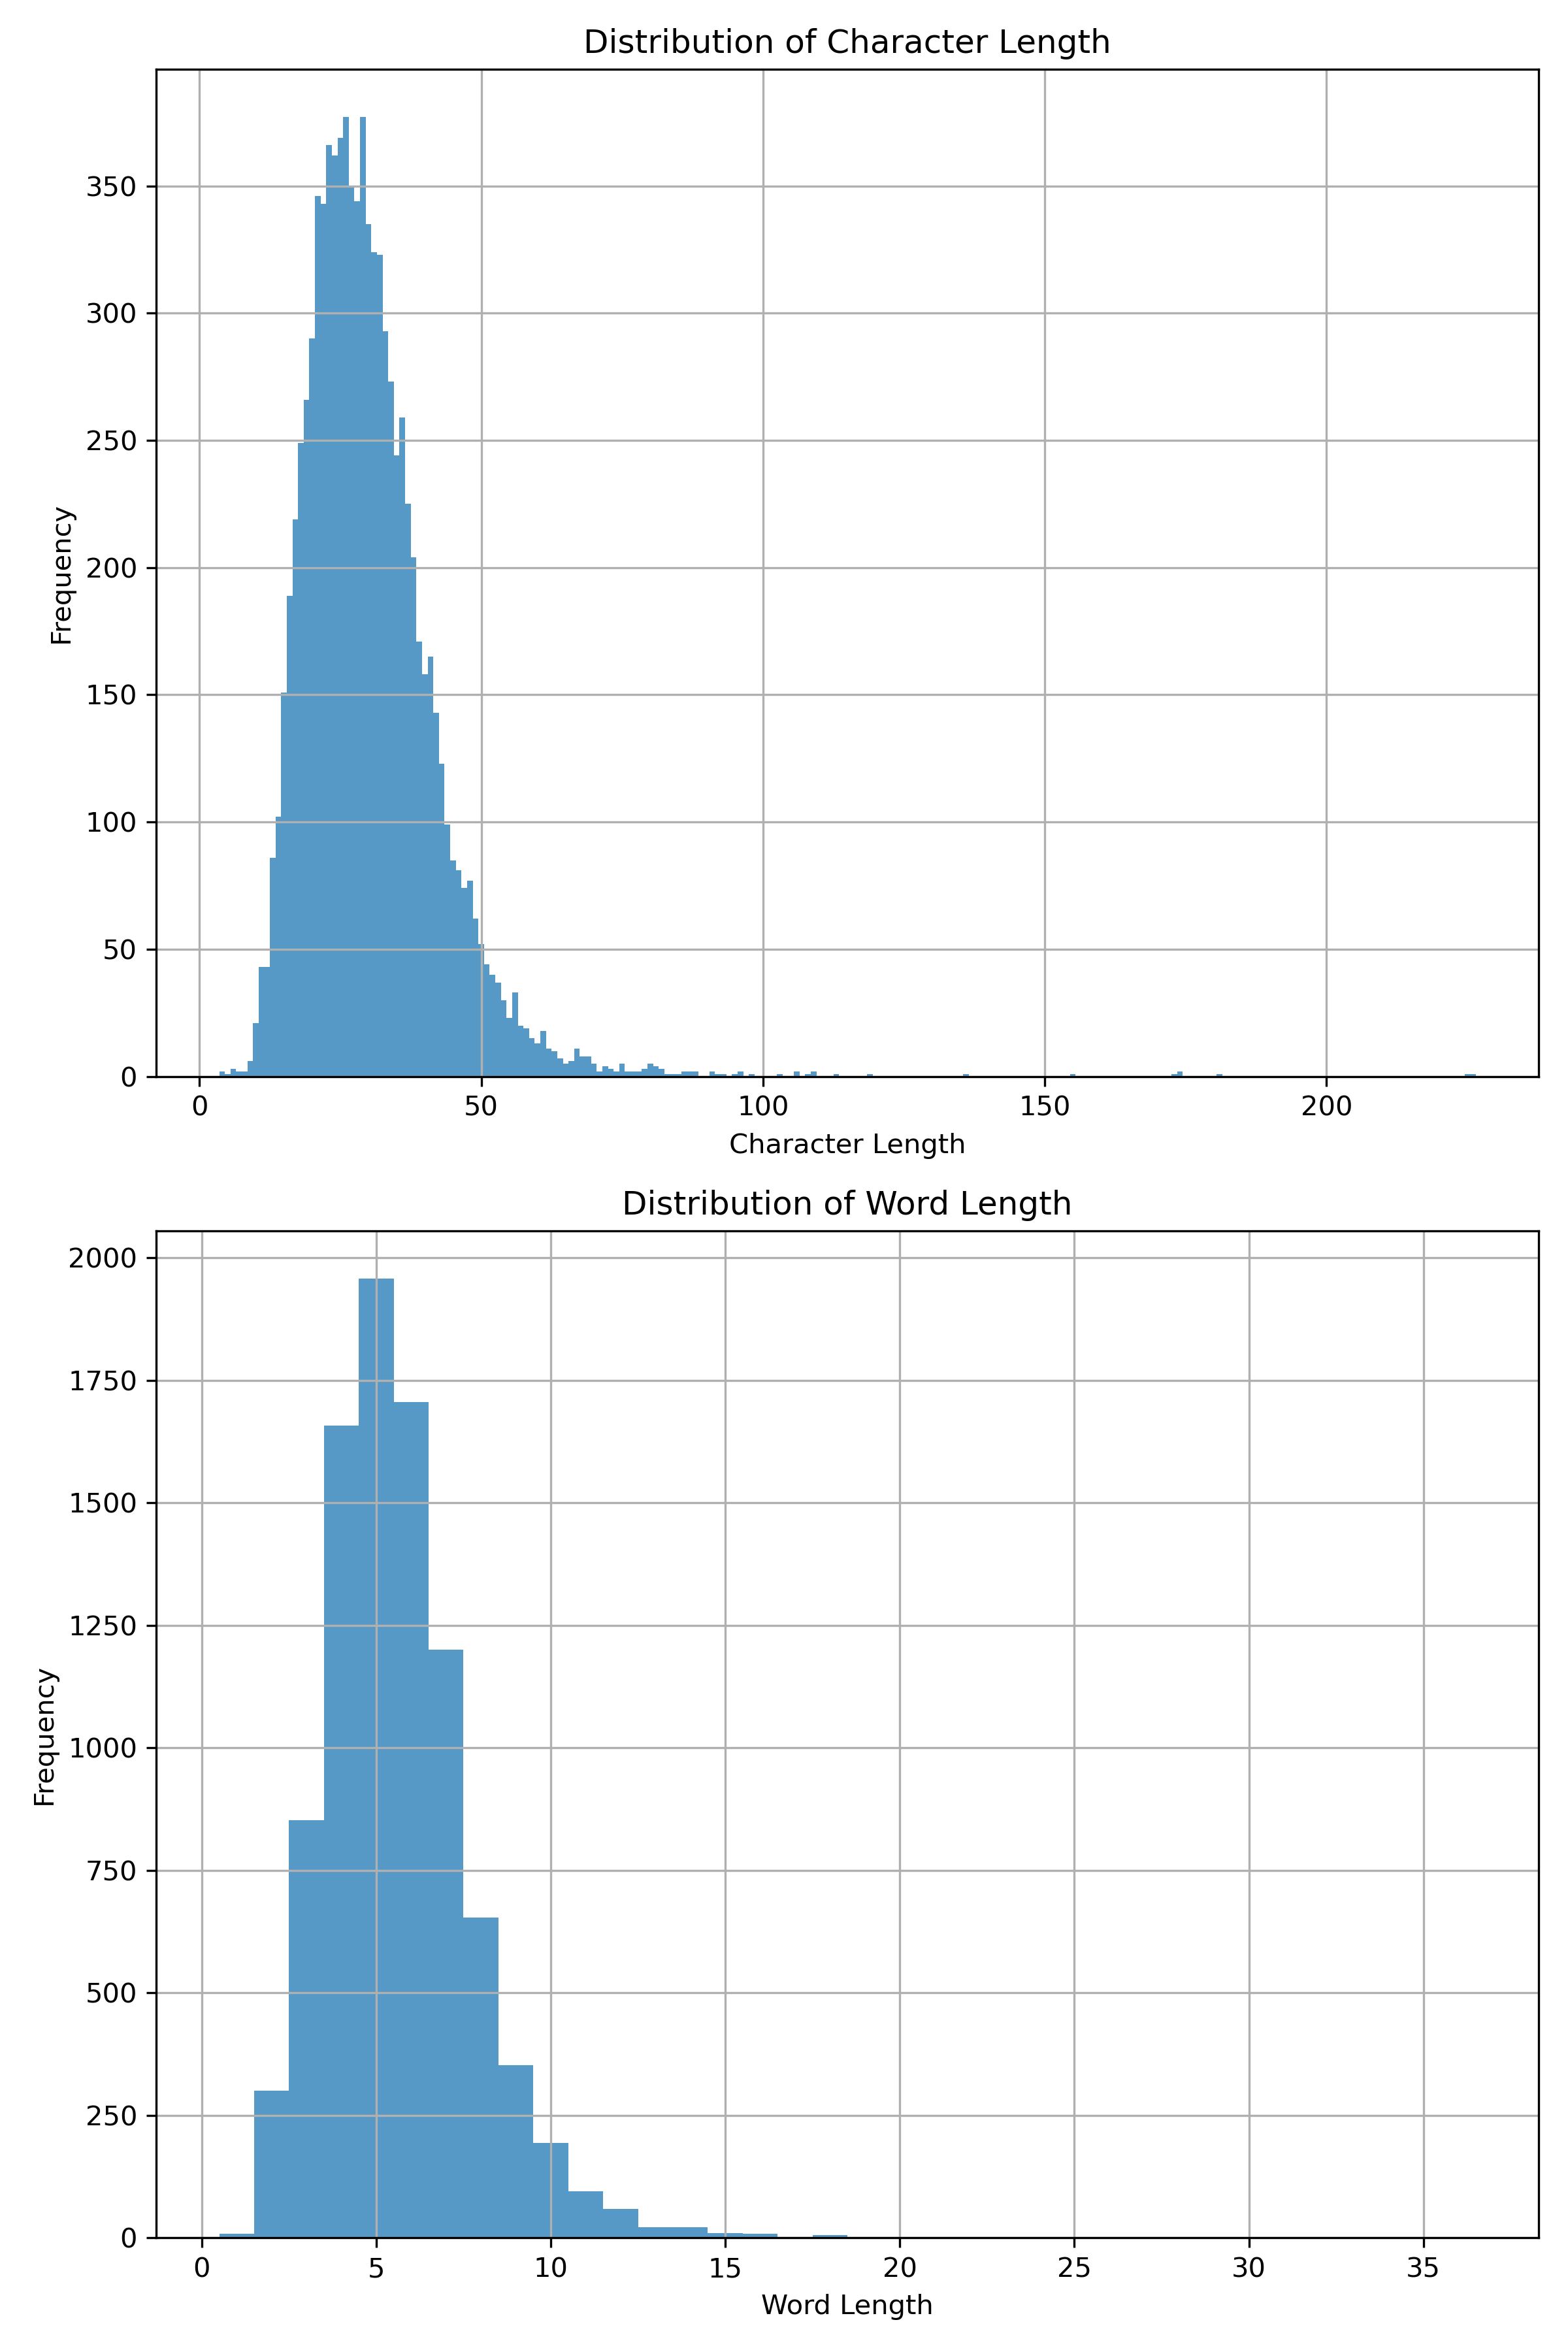 Distribution of Character Length
350
300
250
200
150
100
50
0
Frequency
0 50 100 150 200
Character Length
Distribution of Word Length
2000
1750
1500
1250
1000
750
500
250
0
Frequency
0 5 10 15 20 25 30 35
Word Length